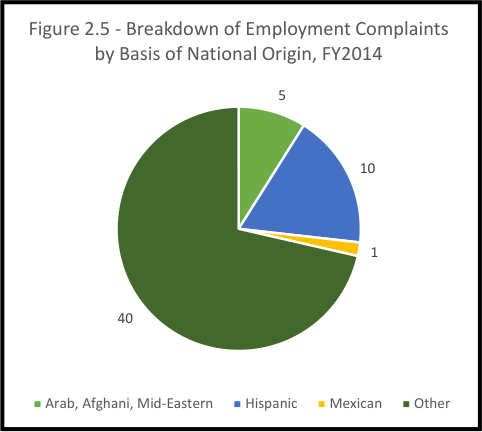 Figure 2.5 - Breakdown of Employment Complaints
by Basis of National Origin, FY2014
5
10
1
40
Arab, Afghani, Mid-Eastern Hispanic Mexican Other